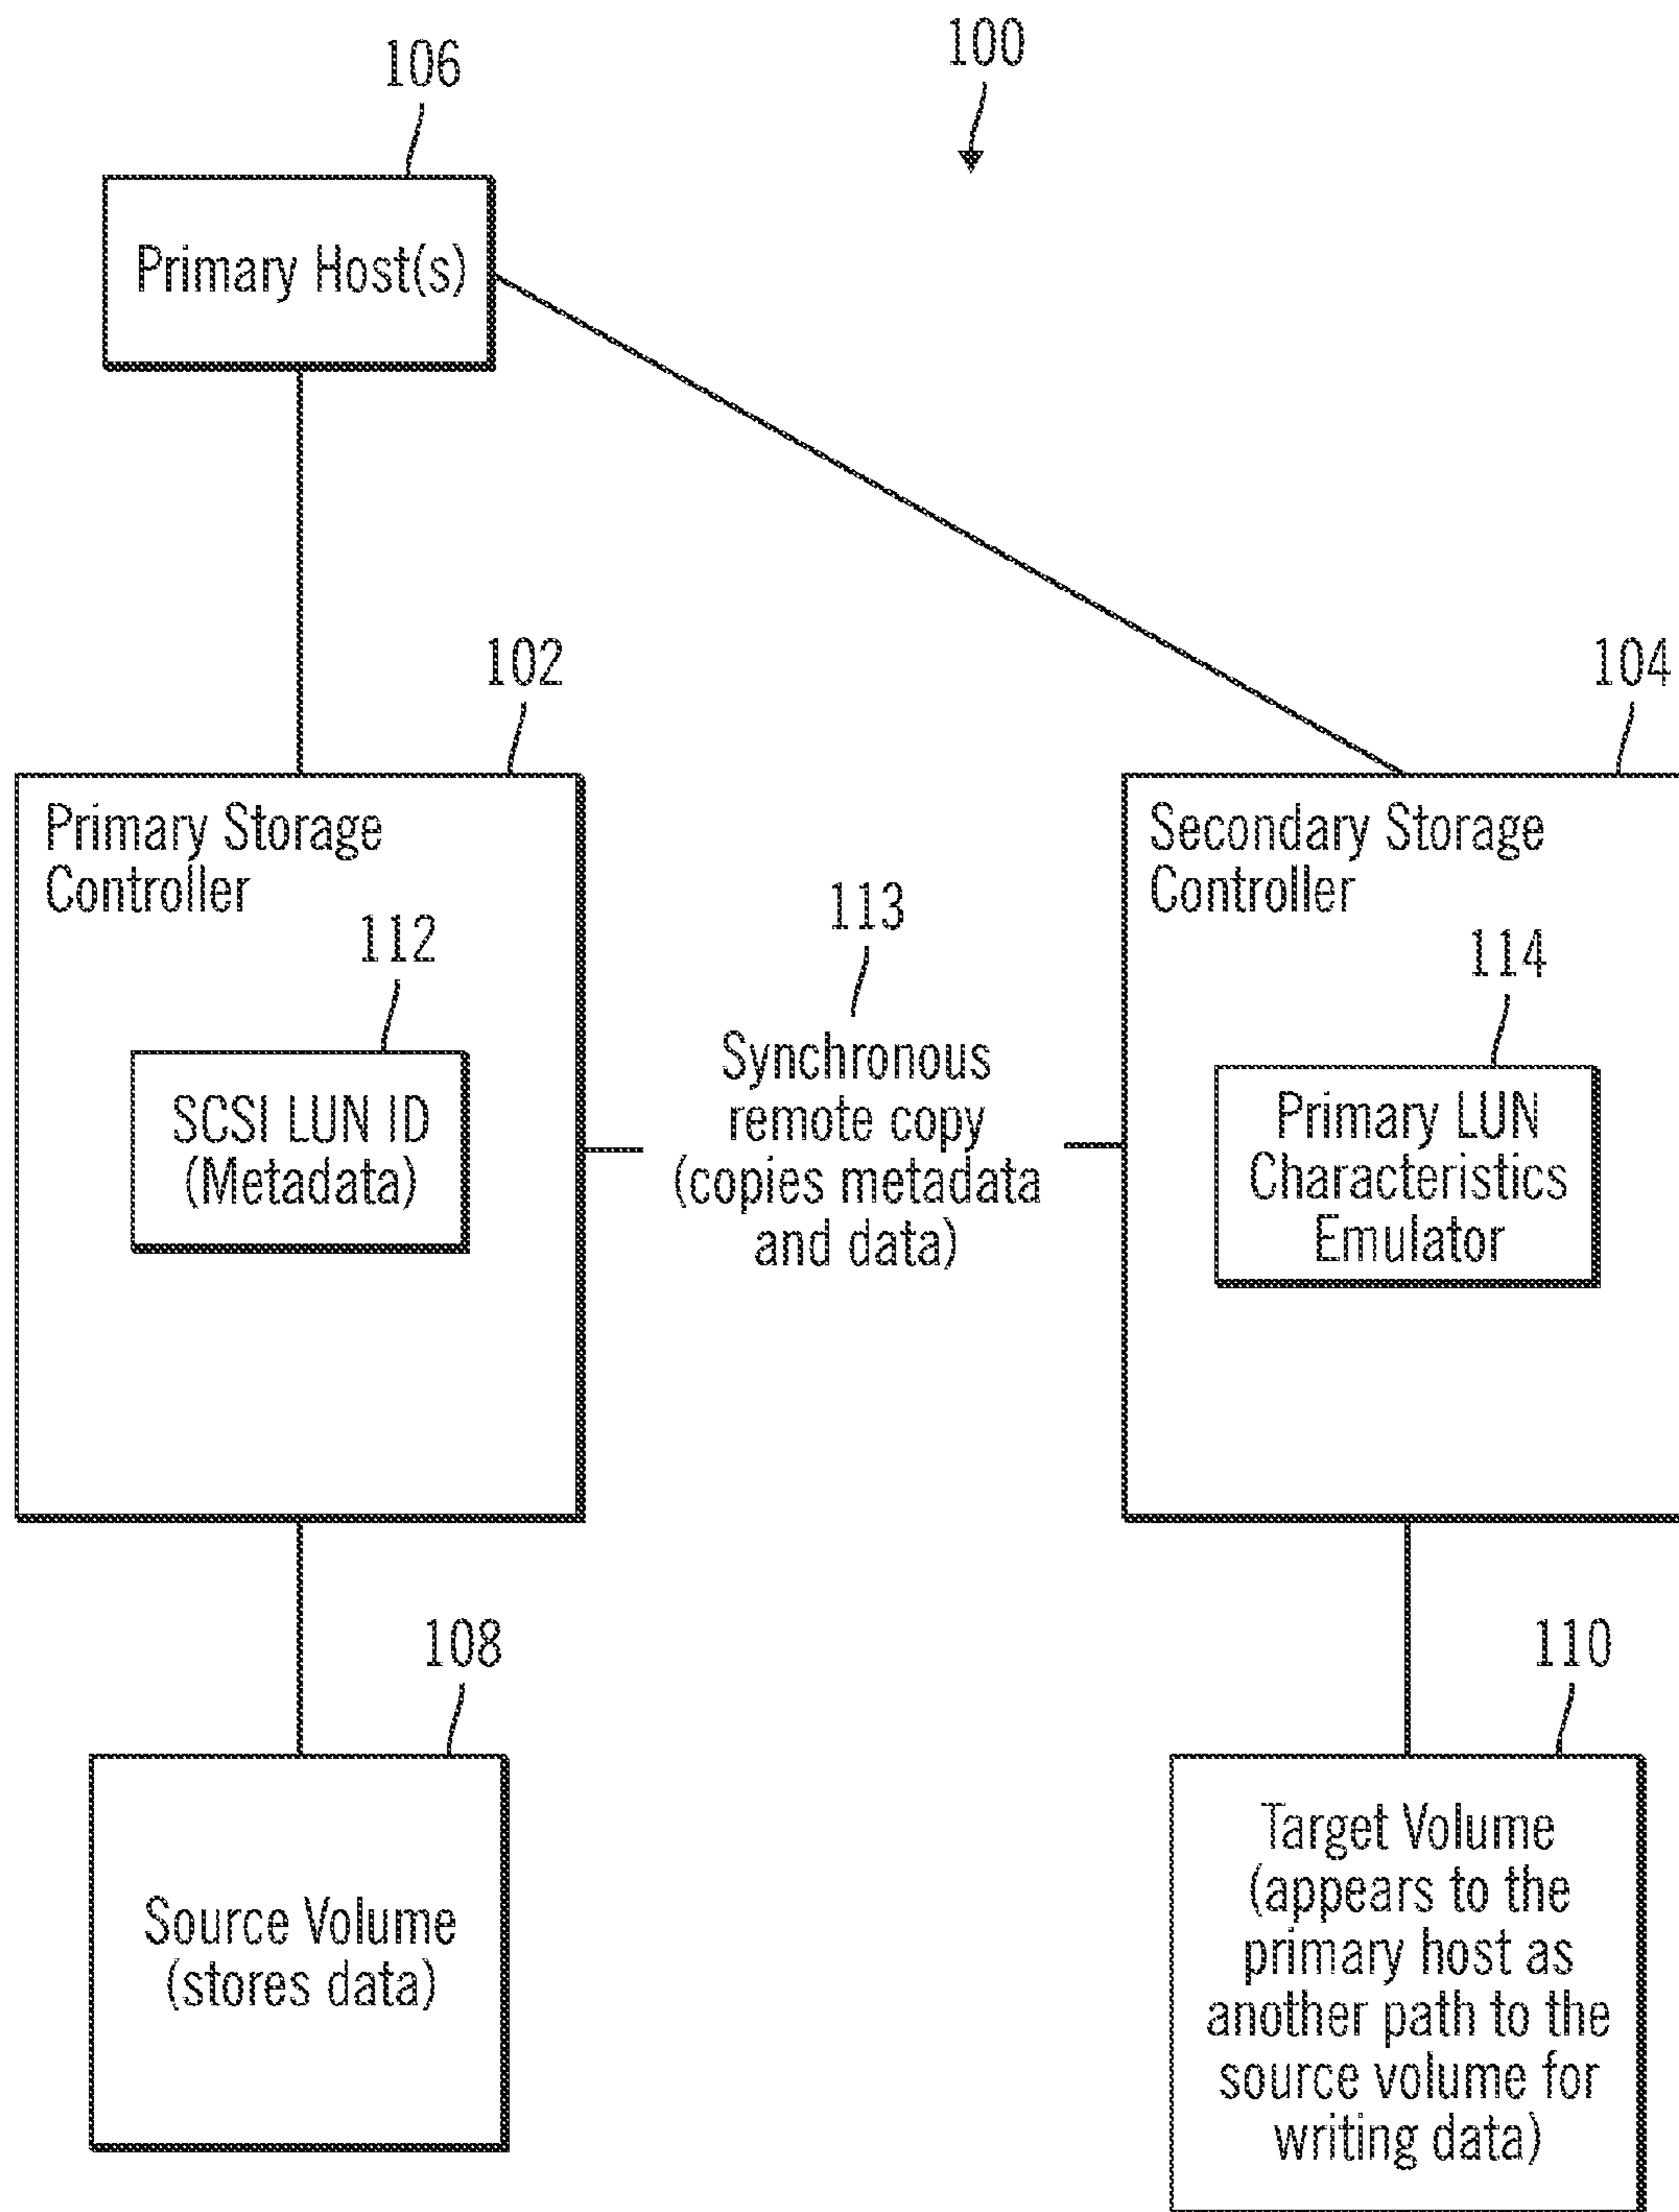 100
106
Primary Host(s)
102
104
Primary Storage
Controller
Secondary Storage
Controller
112
SCSI LUN ID
(Metadata)
113
Synchronous
remote copy
(copies metadata
and data)
114
Primary LUN
Characteristics
Emulator
108
Source Volume
(stores data)
110
Target Volume
(appears to the
primary host as
another path to the
source volume for
writing data)